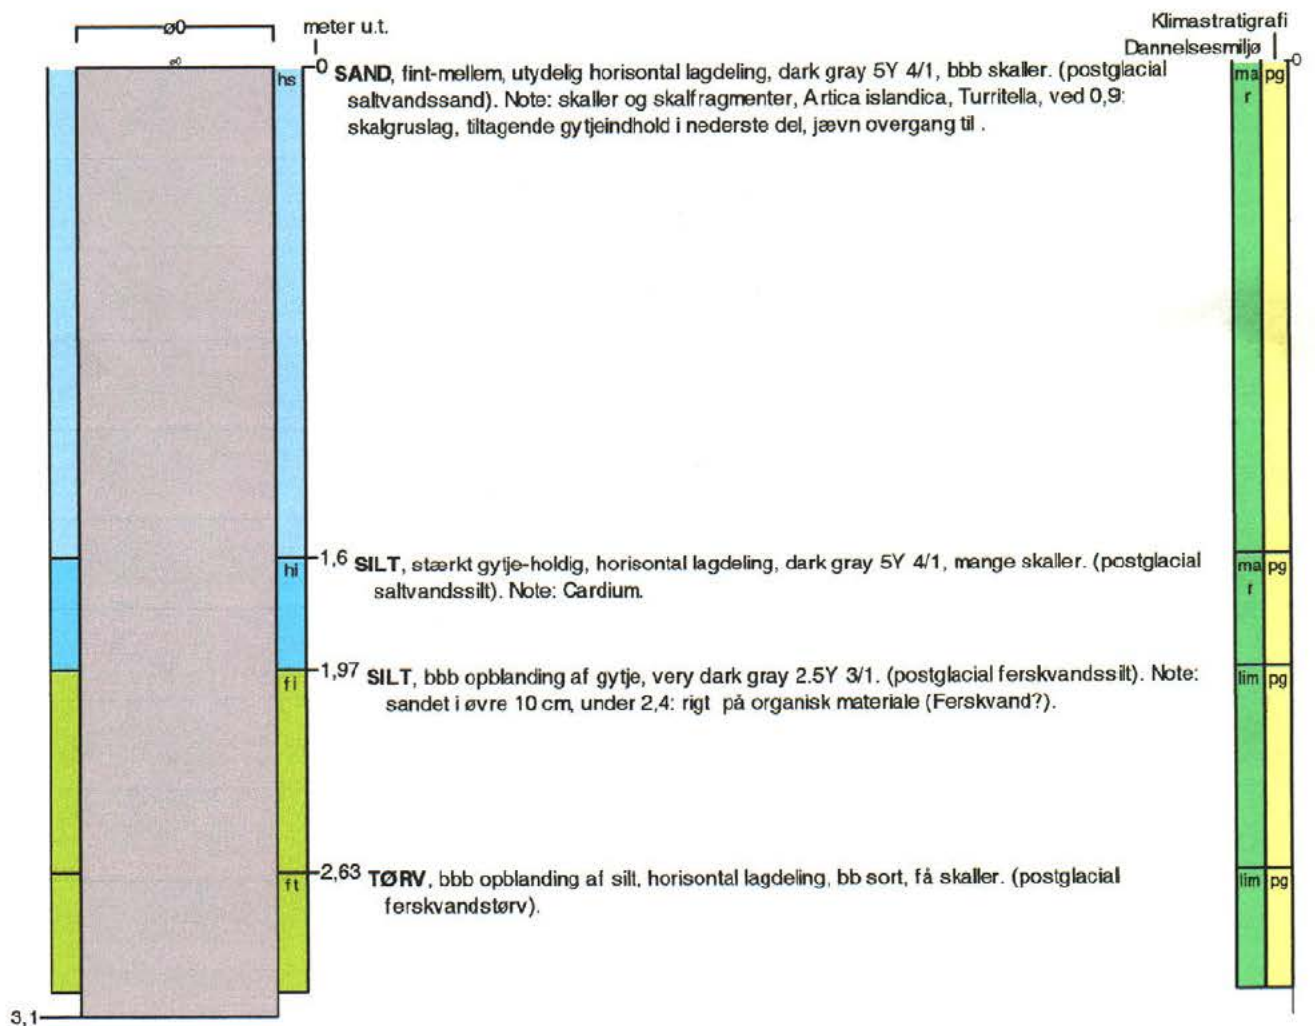 ø0
meter u.t.
Klimastratigrafi
Dannelsesmiljø
ø0
hs
0 SAND, fint-mellem, utydelig horisontal lagdeling, dark gray 5Y 4/1, bbb skaller. (postglacial
saltvandssand). Note: skaller og skalfragmenter, Artica islandica, Turritella, ved 0,9:
skalgruslag, tiltagende gytjeindhold i nederste del, jævn overgang til .
mar
pg
0
hi
1,6 SILT, stærkt gytje-holdig, horisontal lagdeling, dark gray 5Y 4/1, mange skaller. (postglacial
saltvandssilt). Note: Cardium.
mar
pg
fi
1,97 SILT, bbb opblanding af gytje, very dark gray 2.5Y 3/1. (postglacial ferskvandssilt). Note:
sandet i øvre 10 cm, under 2,4: rigt på organisk materiale (Ferskvand?).
lim pg
ft
2,63 TØRV, bbb opblanding af silt, horisontal lagdeling, bb sort, få skaller. (postglacial
ferskvandstørv).
lim pg
3,1